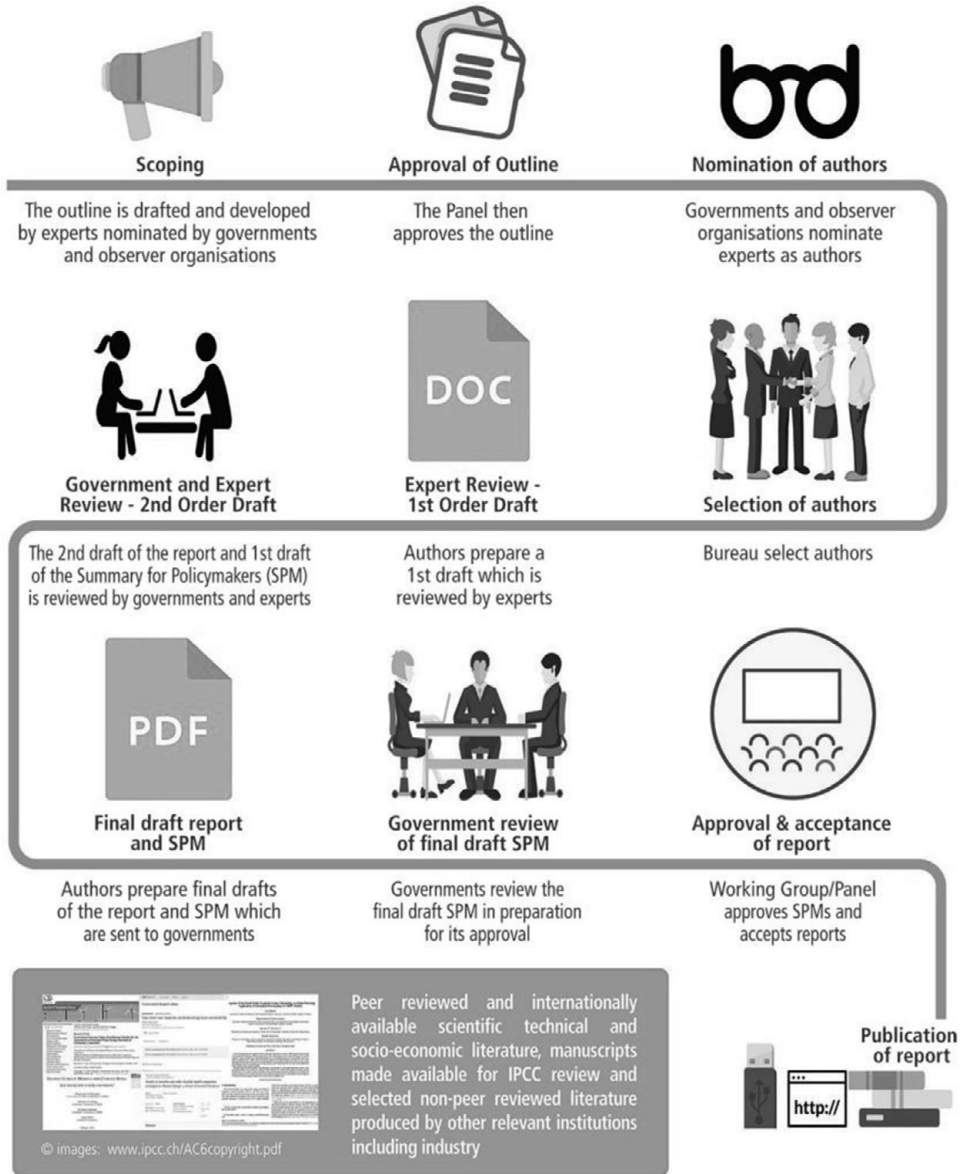 Scoping
The outline is drafted and developed
by experts nominated by governments
and observer organisations
Approval of Outline
The Panel then
approves the outline
Nomination of authors
Governments and observer
organisations nominate
experts as authors
Government and Expert
Review - 2nd Order Draft
The 2nd draft of the report and 1st draft
of the Summary for Policymakers (SPM)
is reviewed by governments and experts
DOC
Expert Review -
1st Order Draft
Authors prepare a
1st draft which is
reviewed by experts
Selection of authors
Bureau select authors
PDF
Final draft report
and SPM
Authors prepare final drafts
of the report and SPM which
are sent to governments
Government review
of final draft SPM
Governments review the
final draft SPM in preparation
for its approval
Approval & acceptance
of report
Working Group/Panel
approves SPMs and
accepts reports
© images: www.ipcc.ch/AC6copyright.pdf
Peer reviewed and internationally
available scientific technical and
socio-economic literature, manuscripts
made available for IPCC review and
selected non-peer reviewed literature
produced by other relevant institutions
including industry
Publication
of report
http://